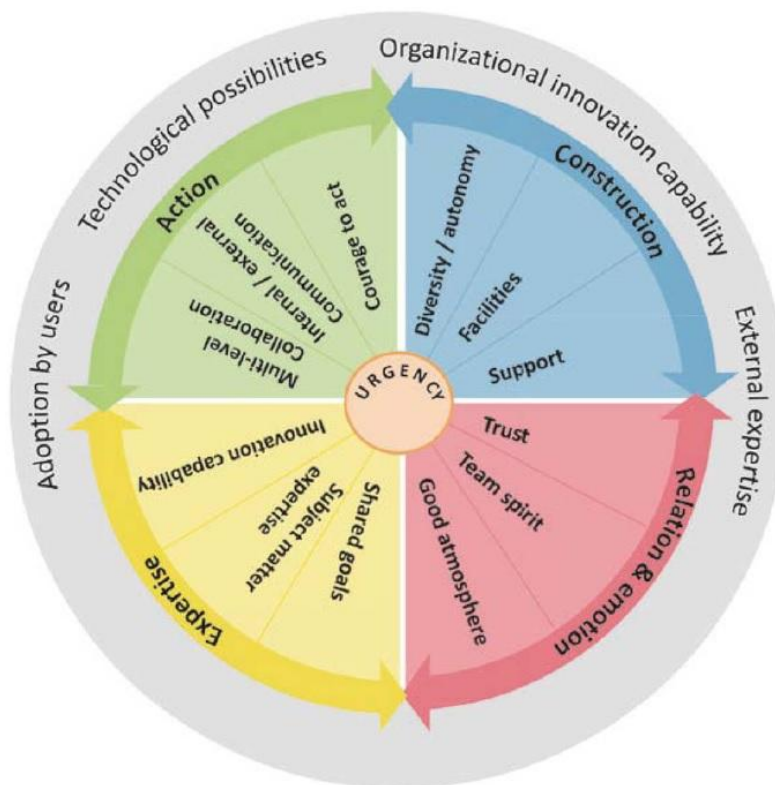 Technological possibilities
Organizational innovation capability
External expertise
Adoption by users
Action
Courage to act
Internal / external
Communication
Multi-level
Collaboration
Construction
Diversity / autonomy
Facilities
Support
URGENCY
Relation & emotion
Trust
Team spirit
Good atmosphere
Expertise
Shared goals
Subject matter
expertise
Innovation capability